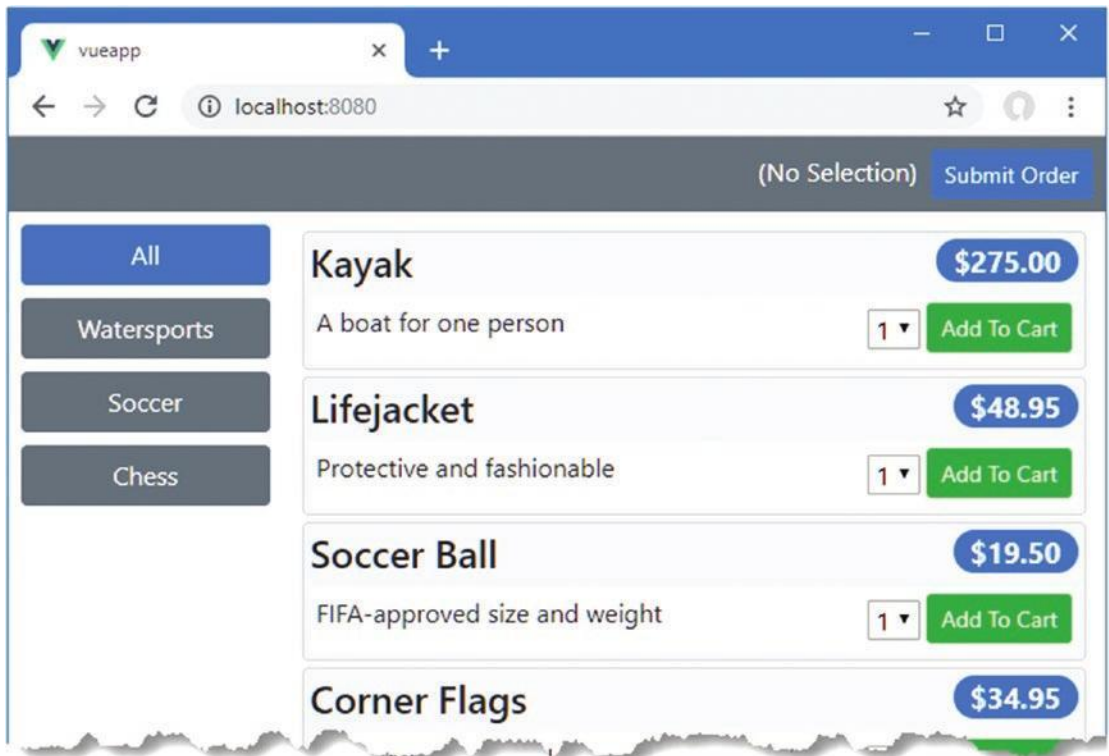 vueapp
localhost:8080
(No Selection) Submit Order
All
Watersports
Soccer
Chess
Kayak $275.00
A boat for one person 1 Add To Cart
Lifejacket $48.95
Protective and fashionable 1 Add To Cart
Soccer Ball $19.50
FIFA-approved size and weight 1 Add To Cart
Corner Flags $34.95